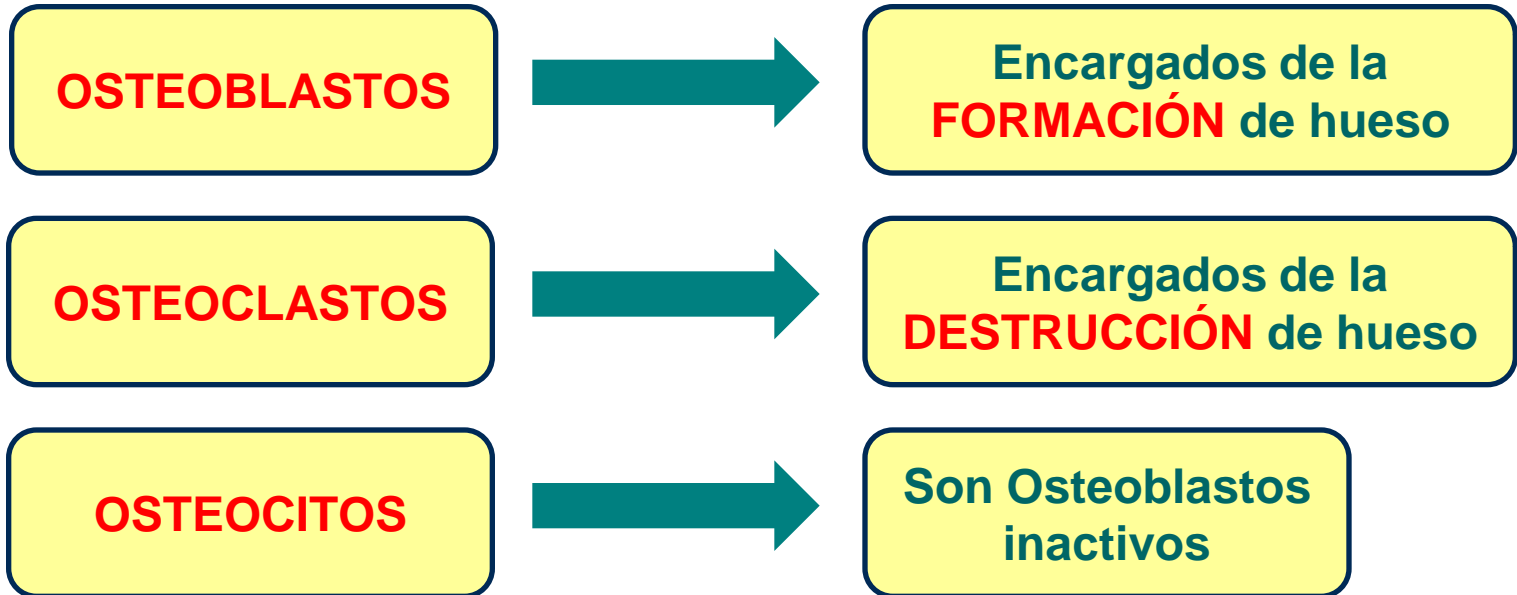 OSTEOBLASTOS
Encargados de la
FORMACIÓN de hueso
OSTEOCLASTOS
Encargados de la
DESTRUCCIÓN de hueso
OSTEOCITOS
Son Osteoblastos
inactivos